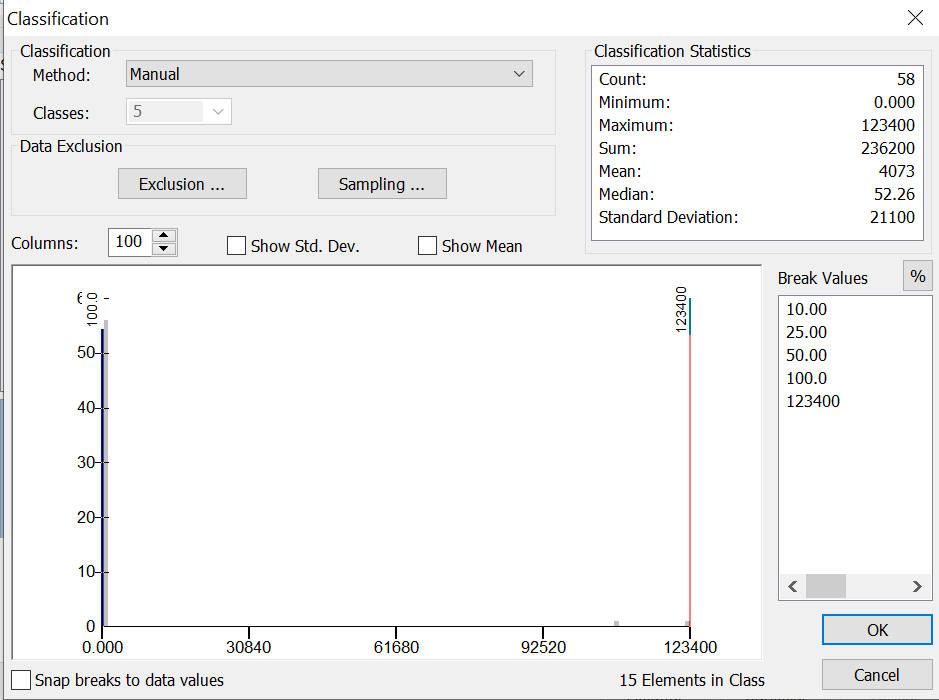 Classification
Classification
Method:
Manual
Classes:
5
Data Exclusion
Exclusion ...
Sampling ...
Classification Statistics
Count: 58
Minimum: 0.000
Maximum: 123400
Sum: 236200
Mean: 4073
Median: 52.26
Standard Deviation: 21100
Columns:
100
Show Std. Dev.
Show Mean
Break Values
%
10.00
25.00
50.00
100.0
123400
100.0
123400
50
40
30
20
10
0
0.000 30840 61680 92520 123400
OK
Snap breaks to data values
15 Elements in Class
Cancel